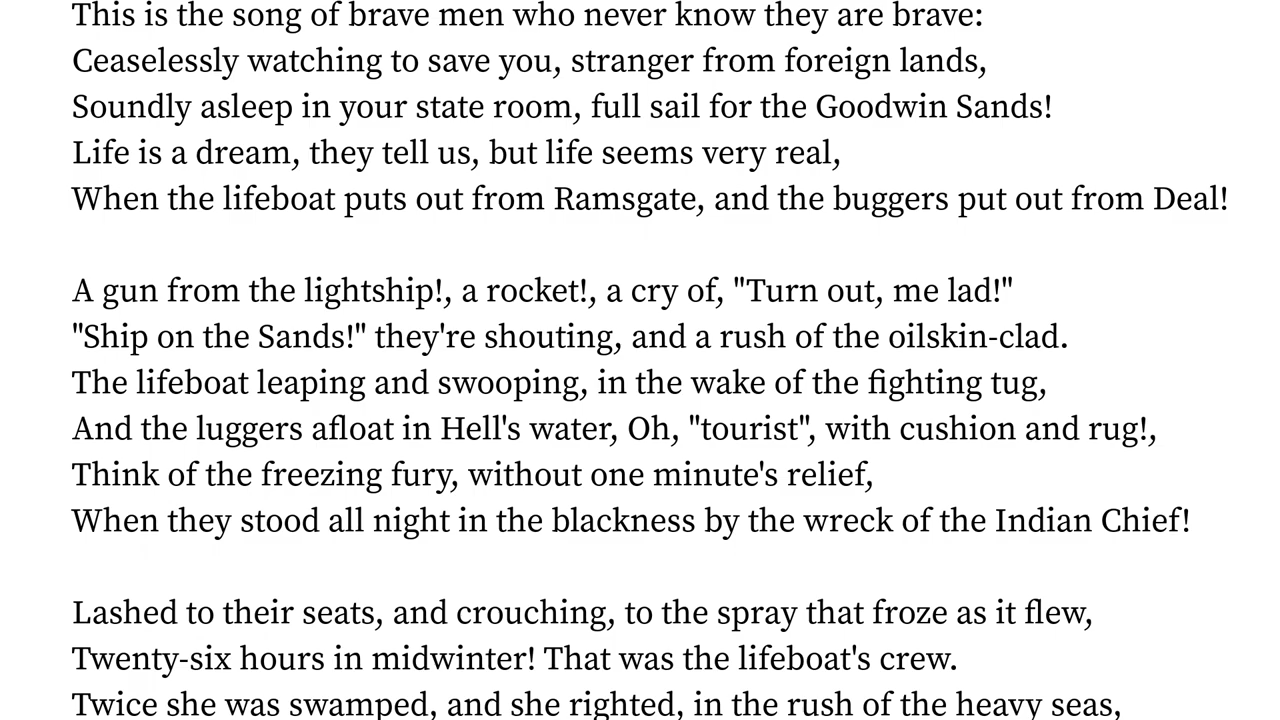 This is the song of brave men who never know they are brave:
Ceaselessly watching to save you, stranger from foreign lands,
Soundly asleep in your state room, full sail for the Goodwin Sands!
Life is a dream, they tell us, but life seems very real,
When the lifeboat puts out from Ramsgate, and the buggers put out from Deal!

A gun from the lightship!, a rocket!, a cry of, "Turn out, me lad!"
"Ship on the Sands!" they're shouting, and a rush of the oilskin-clad.
The lifeboat leaping and swooping, in the wake of the fighting tug,
And the luggers afloat in Hell's water, Oh, "tourist", with cushion and rug!,
Think of the freezing fury, without one minute's relief,
When they stood all night in the blackness by the wreck of the Indian Chief!

Lashed to their seats, and crouching, to the spray that froze as it flew,
Twenty-six hours in midwinter! That was the lifeboat's crew.
Twice she was swamped, and she righted, in the rush of the heavy seas,